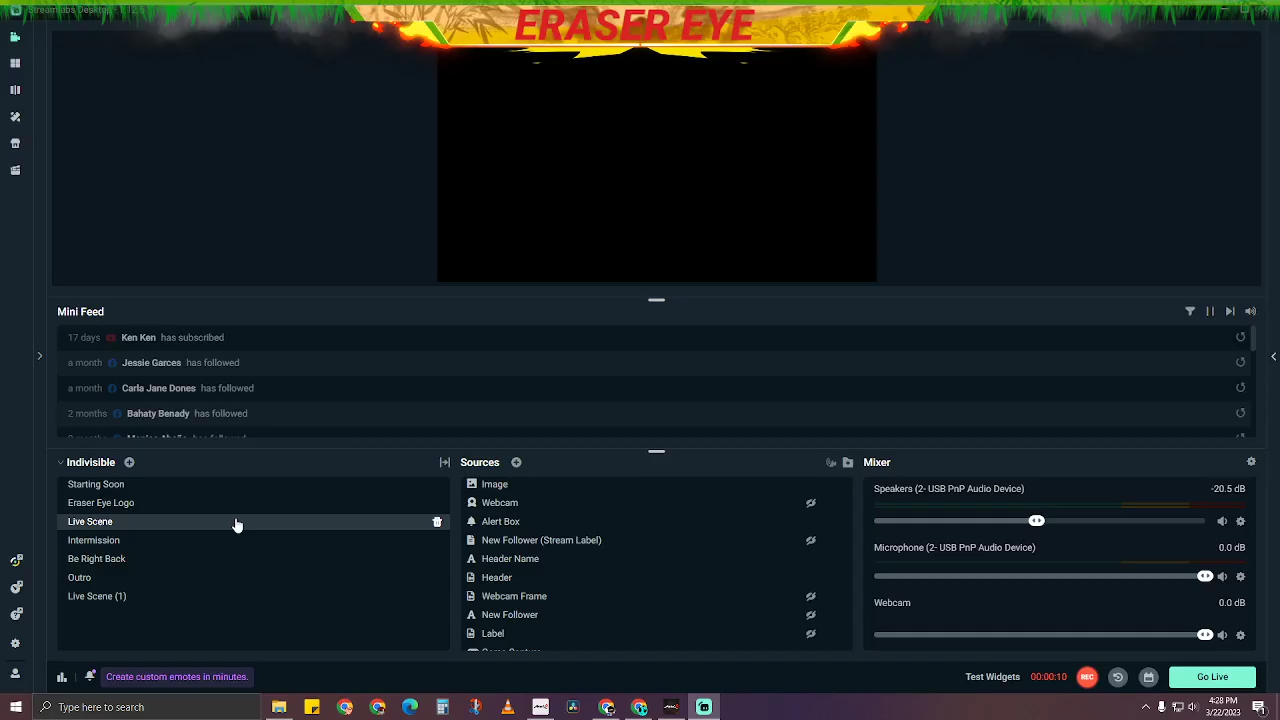 Streamlabs Desktop - 1.12.
ERASER EYE
Mini Feed
17 days Ken Ken has subscribed
a month Jessie Garces has followed
a month Carla Jane Dones has followed
2 months Bahaty Benady has followed
Indivisible
Starting Soon
Eraser Eye Logo
Live Scene
Intermission
Be Right Back
Outro
Live Scene (1)
Sources
Image
Webcam
Alert Box
New Follower (Stream Label)
Header Name
Header
Webcam Frame
New Follower
Label
Mixer
Speakers (2- USB PnP Audio Device) -20.5 dB
Microphone (2- USB PnP Audio Device) 0.0 dB
Webcam 0.0 dB
Create custom emotes in minutes.
Test Widgets 00:00:10 REC Go Live
Type here to search
4:28 PM
3/22/2023